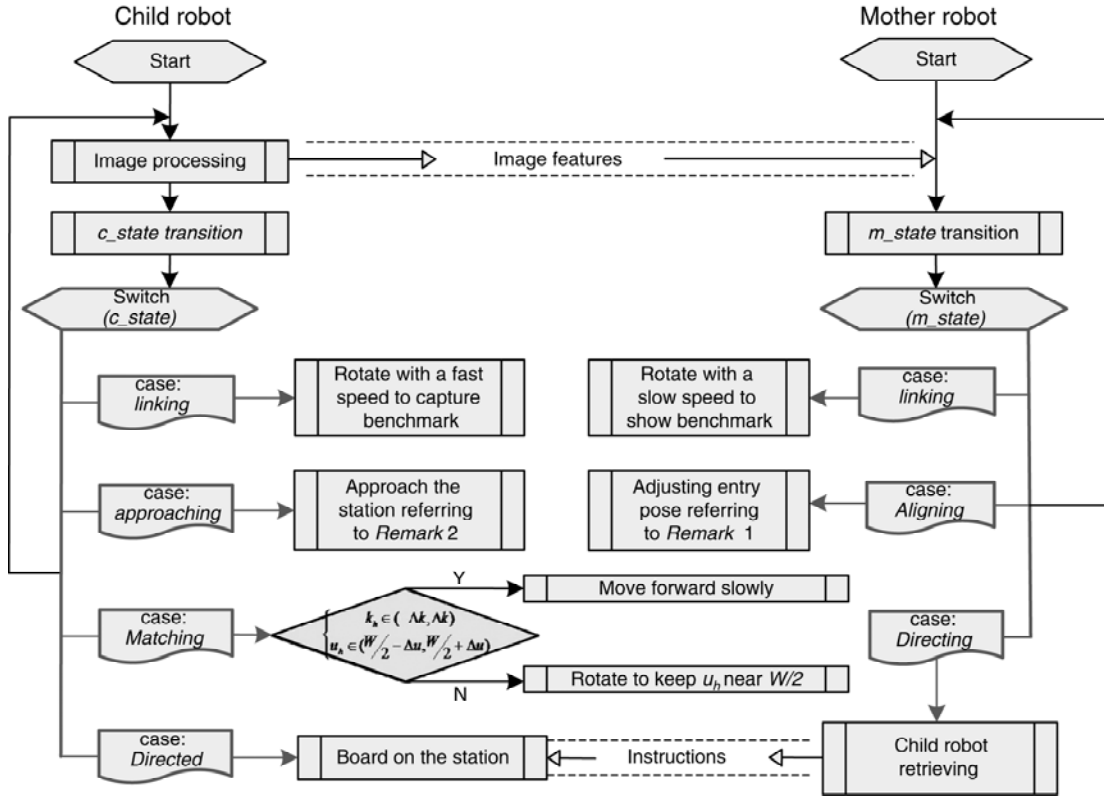 Child robot
Mother robot
Start
Start
Image processing
Image features
c_state transition
m_state transition
Switch
(c_state)
Switch
(m_state)
case:
linking
Rotate with a fast
speed to capture
benchmark
Rotate with a
slow speed to
show benchmark
case:
linking
case:
approaching
Approach the
station referring
to Remark 2
Adjusting entry
pose referring
to Remark 1
case:
Aligning
case:
Matching
k_h ∈ ( Δk, Δk)
u_h ∈ (W/2 − Δu, W/2 + Δu)
Y
Move forward slowly
N
Rotate to keep u_h near W/2
case:
Directing
case:
Directed
Board on the station
Instructions
Child robot
retrieving